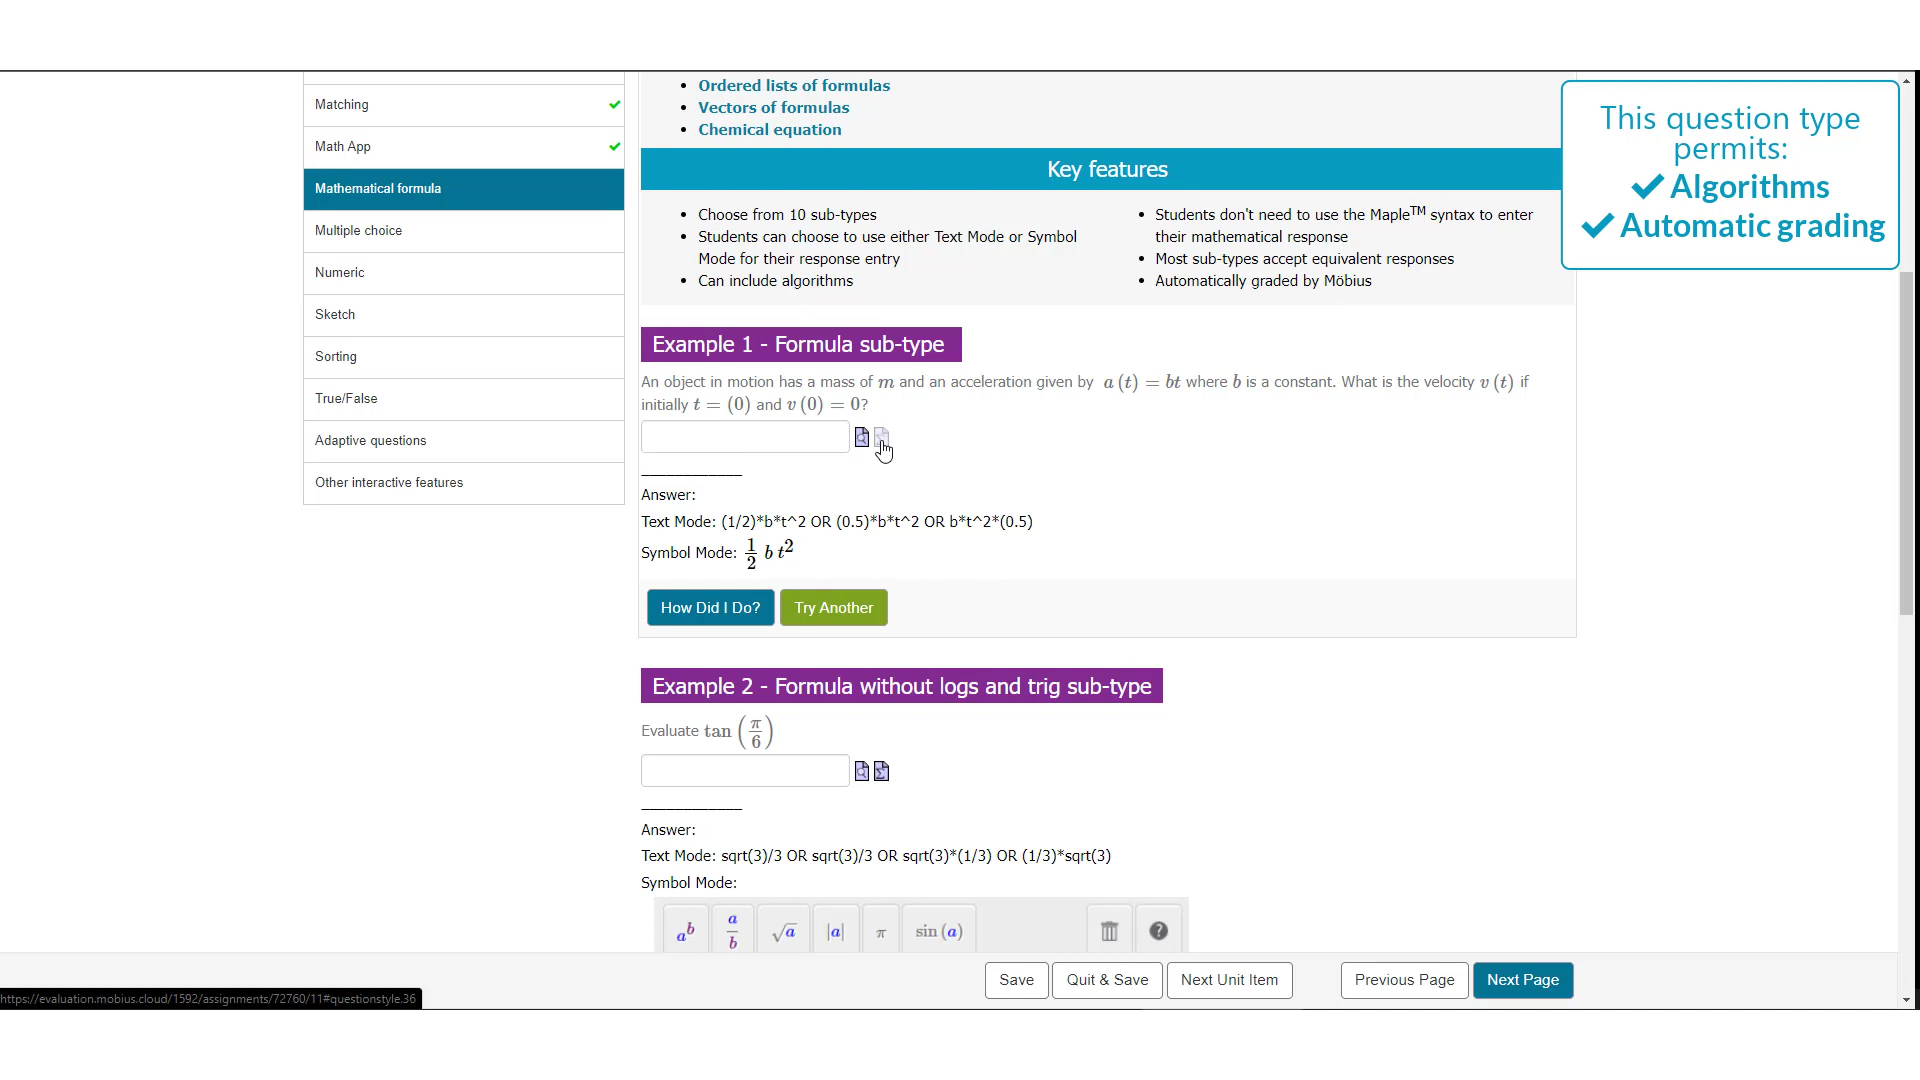 Matching
Math App
Mathematical formula
Multiple choice
Numeric
Sketch
Sorting
True/False
Adaptive questions
Other interactive features
• Ordered lists of formulas
• Vectors of formulas
• Chemical equation
Key features
• Choose from 10 sub-types
• Students can choose to use either Text Mode or Symbol
Mode for their response entry
• Can include algorithms
• Students don't need to use the Maple™ syntax to enter
their mathematical response
• Most sub-types accept equivalent responses
• Automatically graded by Möbius
This question type
permits:
✔ Algorithms
✔ Automatic grading
Example 1 - Formula sub-type
An object in motion has a mass of m and an acceleration given by a (t) = bt where b is a constant. What is the velocity v (t) if
initially t = (0) and v (0) = 0?
____________
Answer:
Text Mode: (1/2)*b*t^2 OR (0.5)*b*t^2 OR b*t^2*(0.5)
Symbol Mode: 1/2 b t²
How Did I Do? Try Another
Example 2 - Formula without logs and trig sub-type
Evaluate tan (π/6)
____________
Answer:
Text Mode: sqrt(3)/3 OR sqrt(3)/3 OR sqrt(3)*(1/3) OR (1/3)*sqrt(3)
Symbol Mode:
a^b a/b √a |a| π sin (a) ?
Save Quit & Save Next Unit Item Previous Page Next Page
https://evaluation.mobius.cloud/1592/assignments/72760/11#questionstyle.36